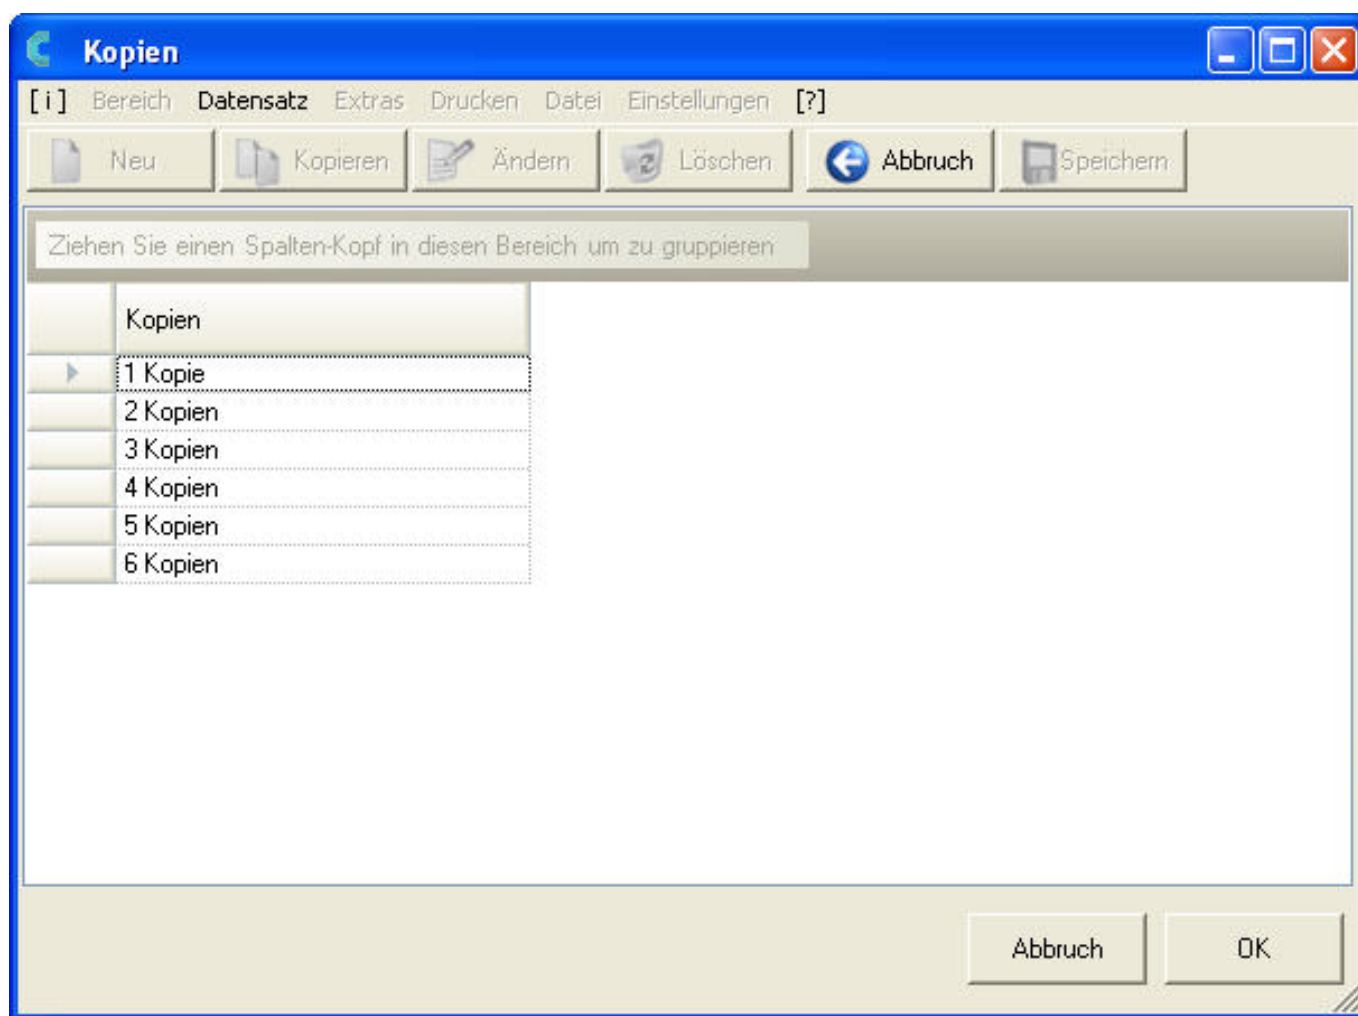 Kopien
[i] Bereich Datensatz Extras Drucken Datei Einstellungen [?]
Neu Kopieren Ändern Löschen Abbruch Speichern
Ziehen Sie einen Spalten-Kopf in diesen Bereich um zu gruppieren
Kopien
1 Kopie
2 Kopien
3 Kopien
4 Kopien
5 Kopien
6 Kopien
Abbruch OK